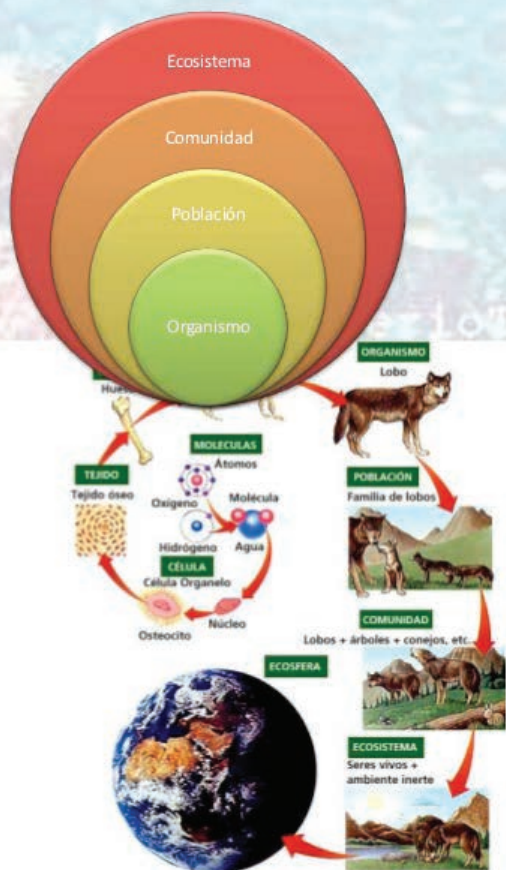 Ecosistema
Comunidad
Población
Organismo
ORGANISMO
Lobo
MOLECULAS
Átomos
Oxígeno
Molécula
Hidrógeno
Agua
TEJIDO
Tejido óseo
CÉLULA
Célula Organelo
Osteocito
Núcleo
POBLACIÓN
Familia de lobos
COMUNIDAD
Lobos + árboles + conejos, etc.
ECOSFERA
ECOSISTEMA
Seres vivos +
ambiente inerte